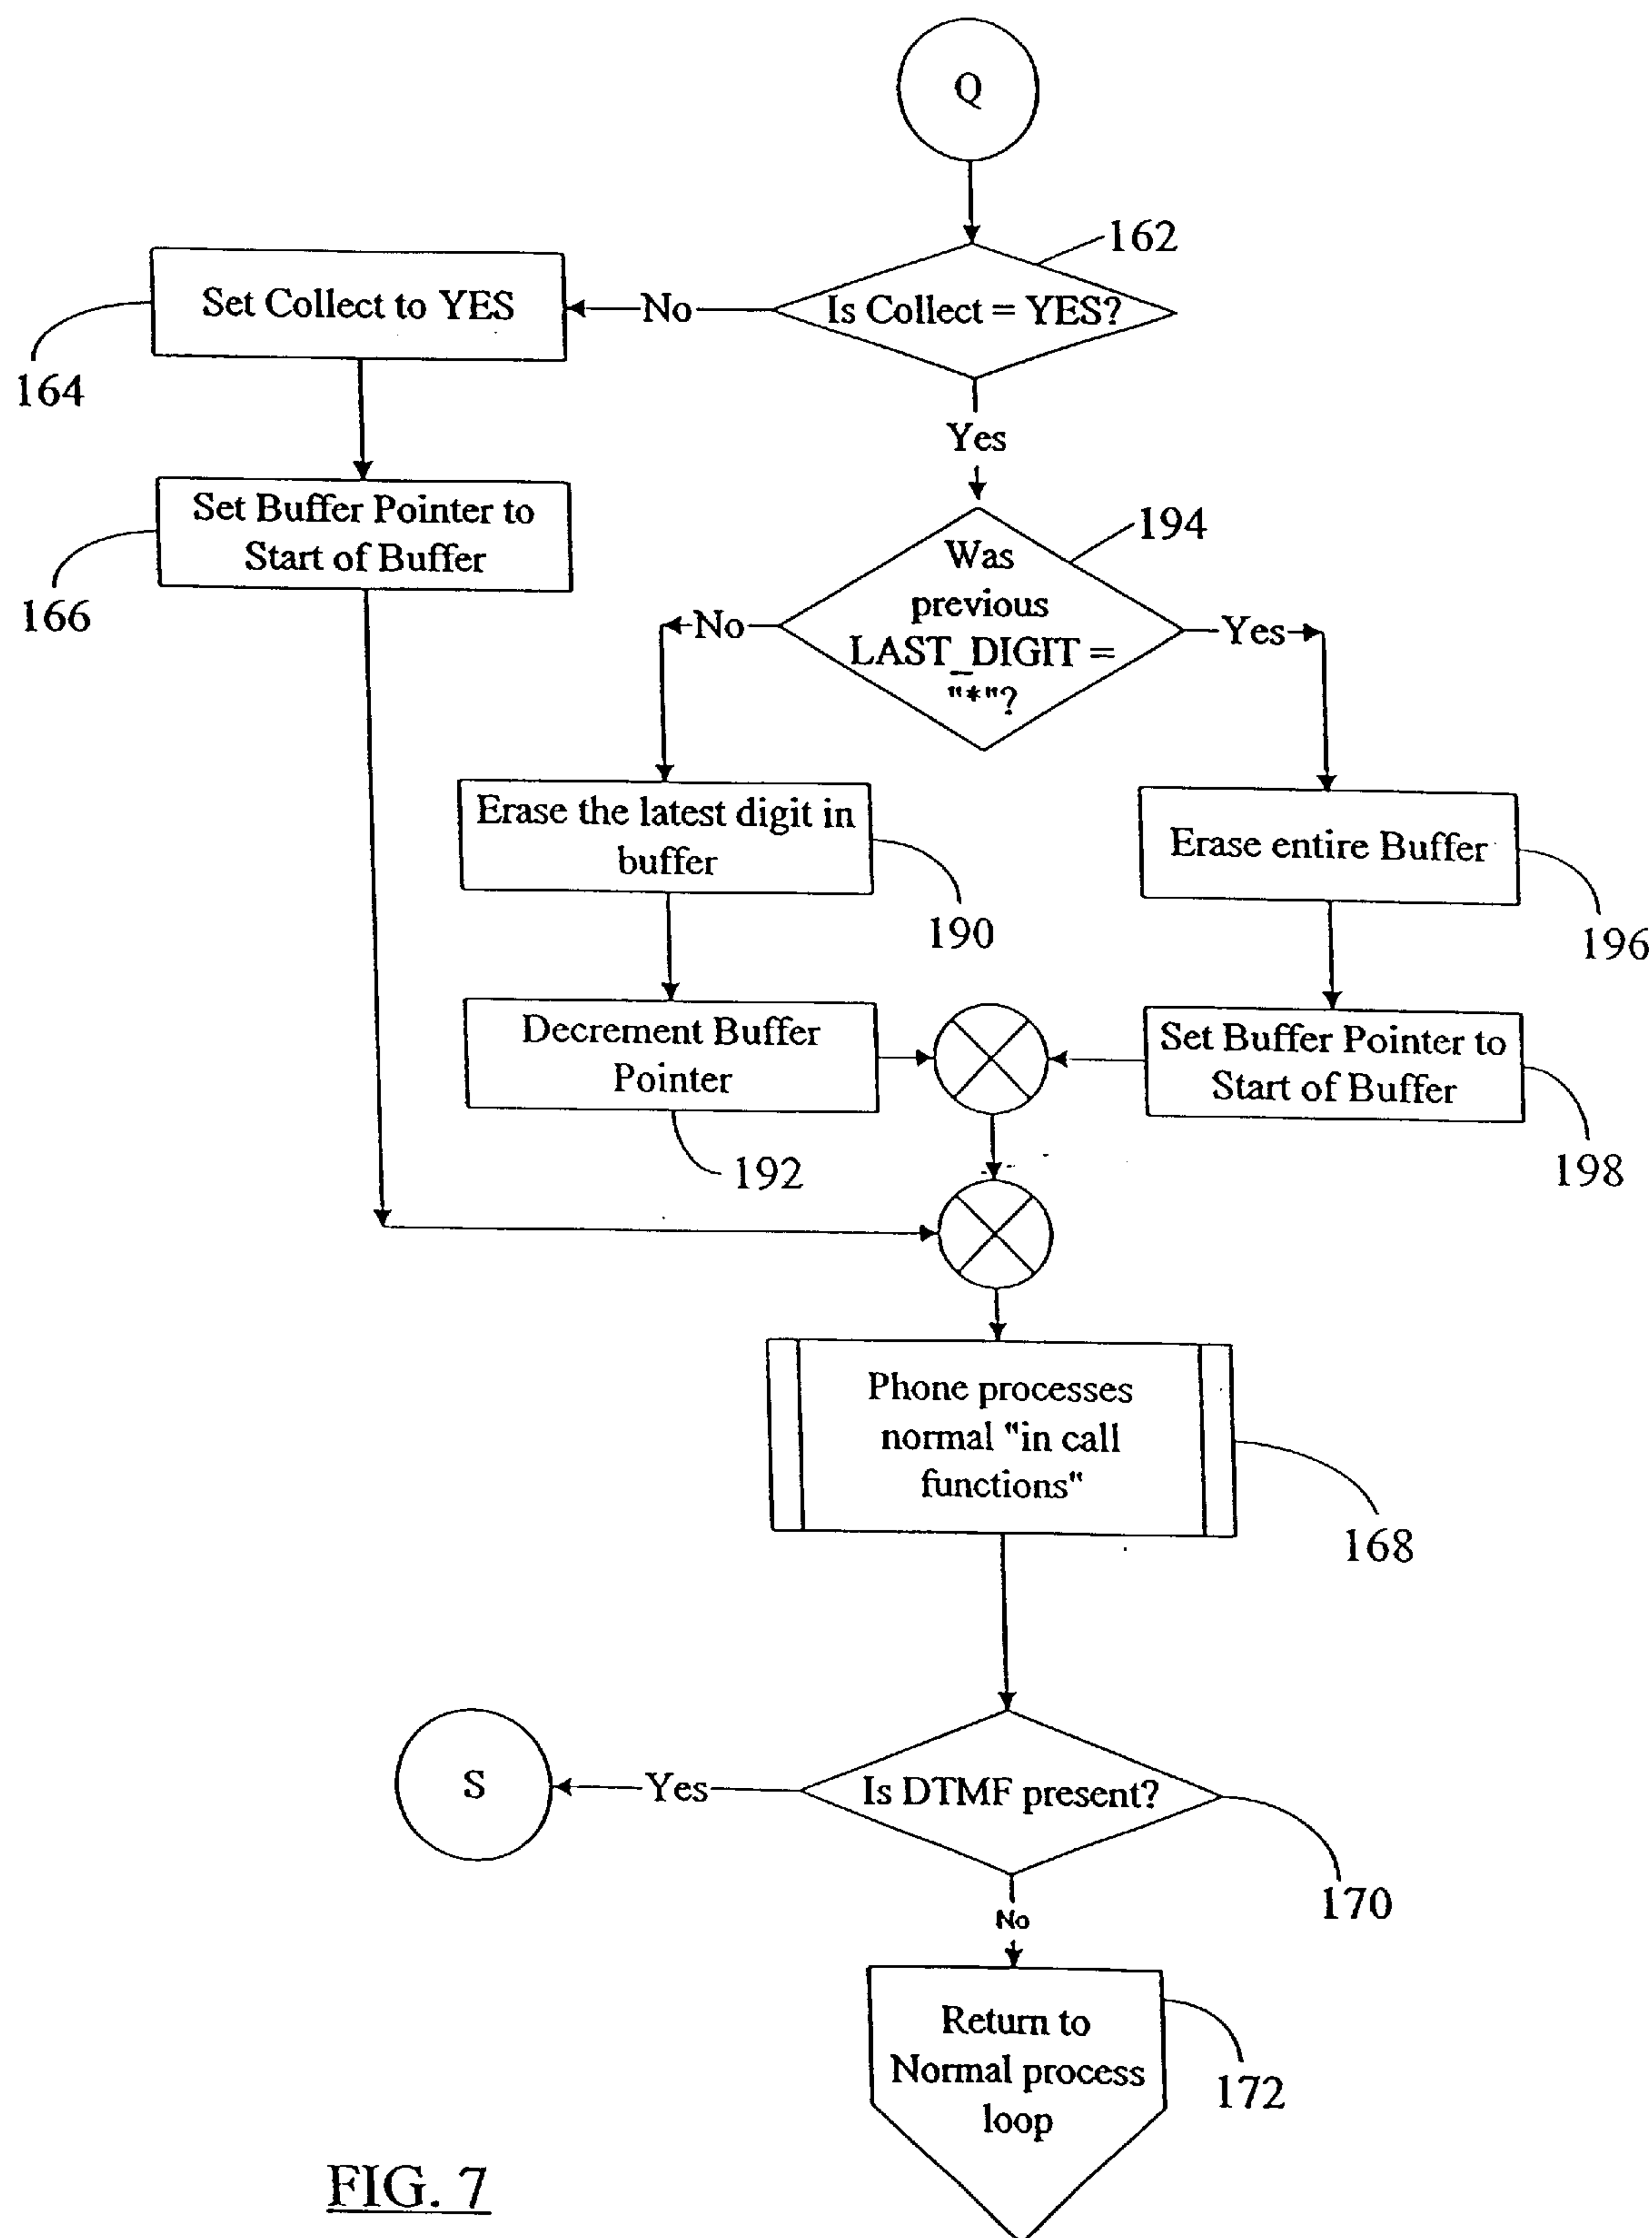 Q
162
Is Collect = YES?
No
Set Collect to YES
164
Yes
Set Buffer Pointer to
Start of Buffer
166
194
Was
previous
LAST_DIGIT =
"*"?
No
Yes
Erase the latest digit in
buffer
190
Erase entire Buffer
196
Decrement Buffer
Pointer
192
Set Buffer Pointer to
Start of Buffer
198
Phone processes
normal "in call
functions"
168
Is DTMF present?
170
Yes
S
No
Return to
Normal process
loop
172
FIG. 7